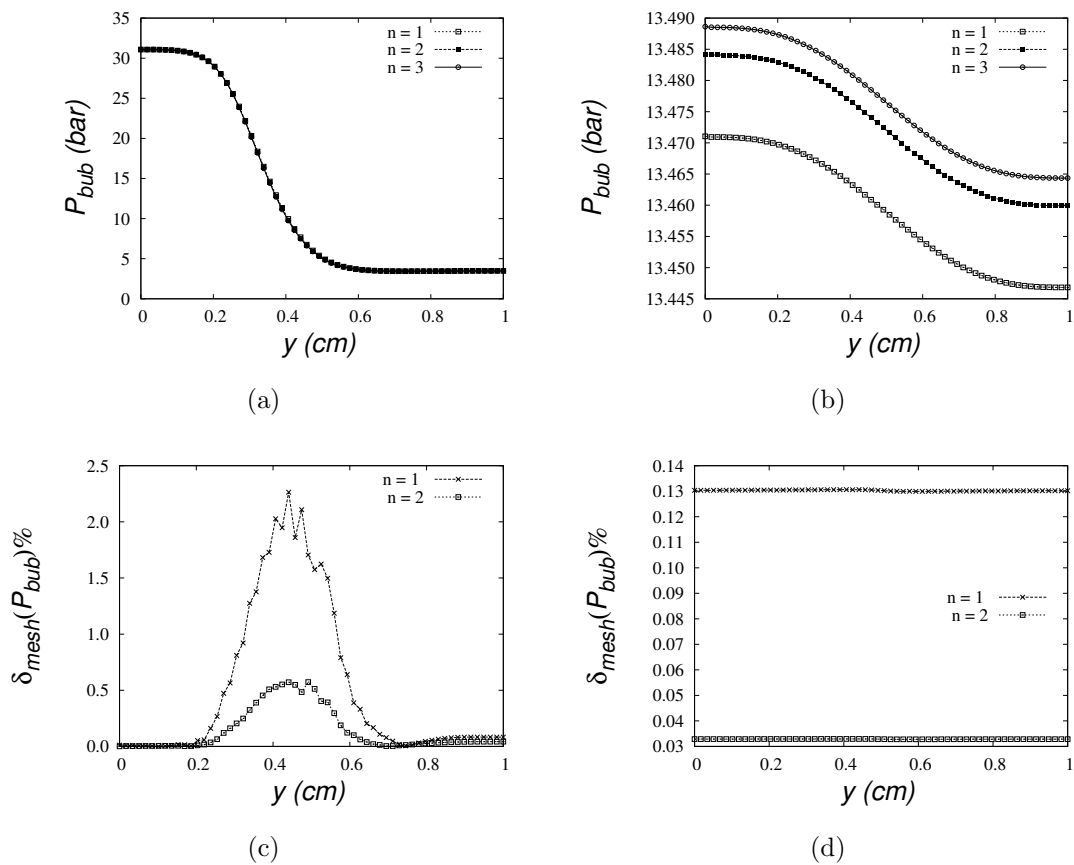 35
30
25
20
15
10
5
0
P_bub (bar)
n = 1
n = 2
n = 3
0 0.2 0.4 0.6 0.8 1
y (cm)
(a)
13.490
13.485
13.480
13.475
13.470
13.465
13.460
13.455
13.450
13.445
P_bub (bar)
n = 1
n = 2
n = 3
0 0.2 0.4 0.6 0.8 1
y (cm)
(b)
2.5
2.0
1.5
1.0
0.5
0.0
δ_mesh(P_bub)%
n = 1
n = 2
0 0.2 0.4 0.6 0.8 1
y (cm)
(c)
0.14
0.13
0.12
0.11
0.10
0.09
0.08
0.07
0.06
0.05
0.04
0.03
δ_mesh(P_bub)%
n = 1
n = 2
0 0.2 0.4 0.6 0.8 1
y (cm)
(d)